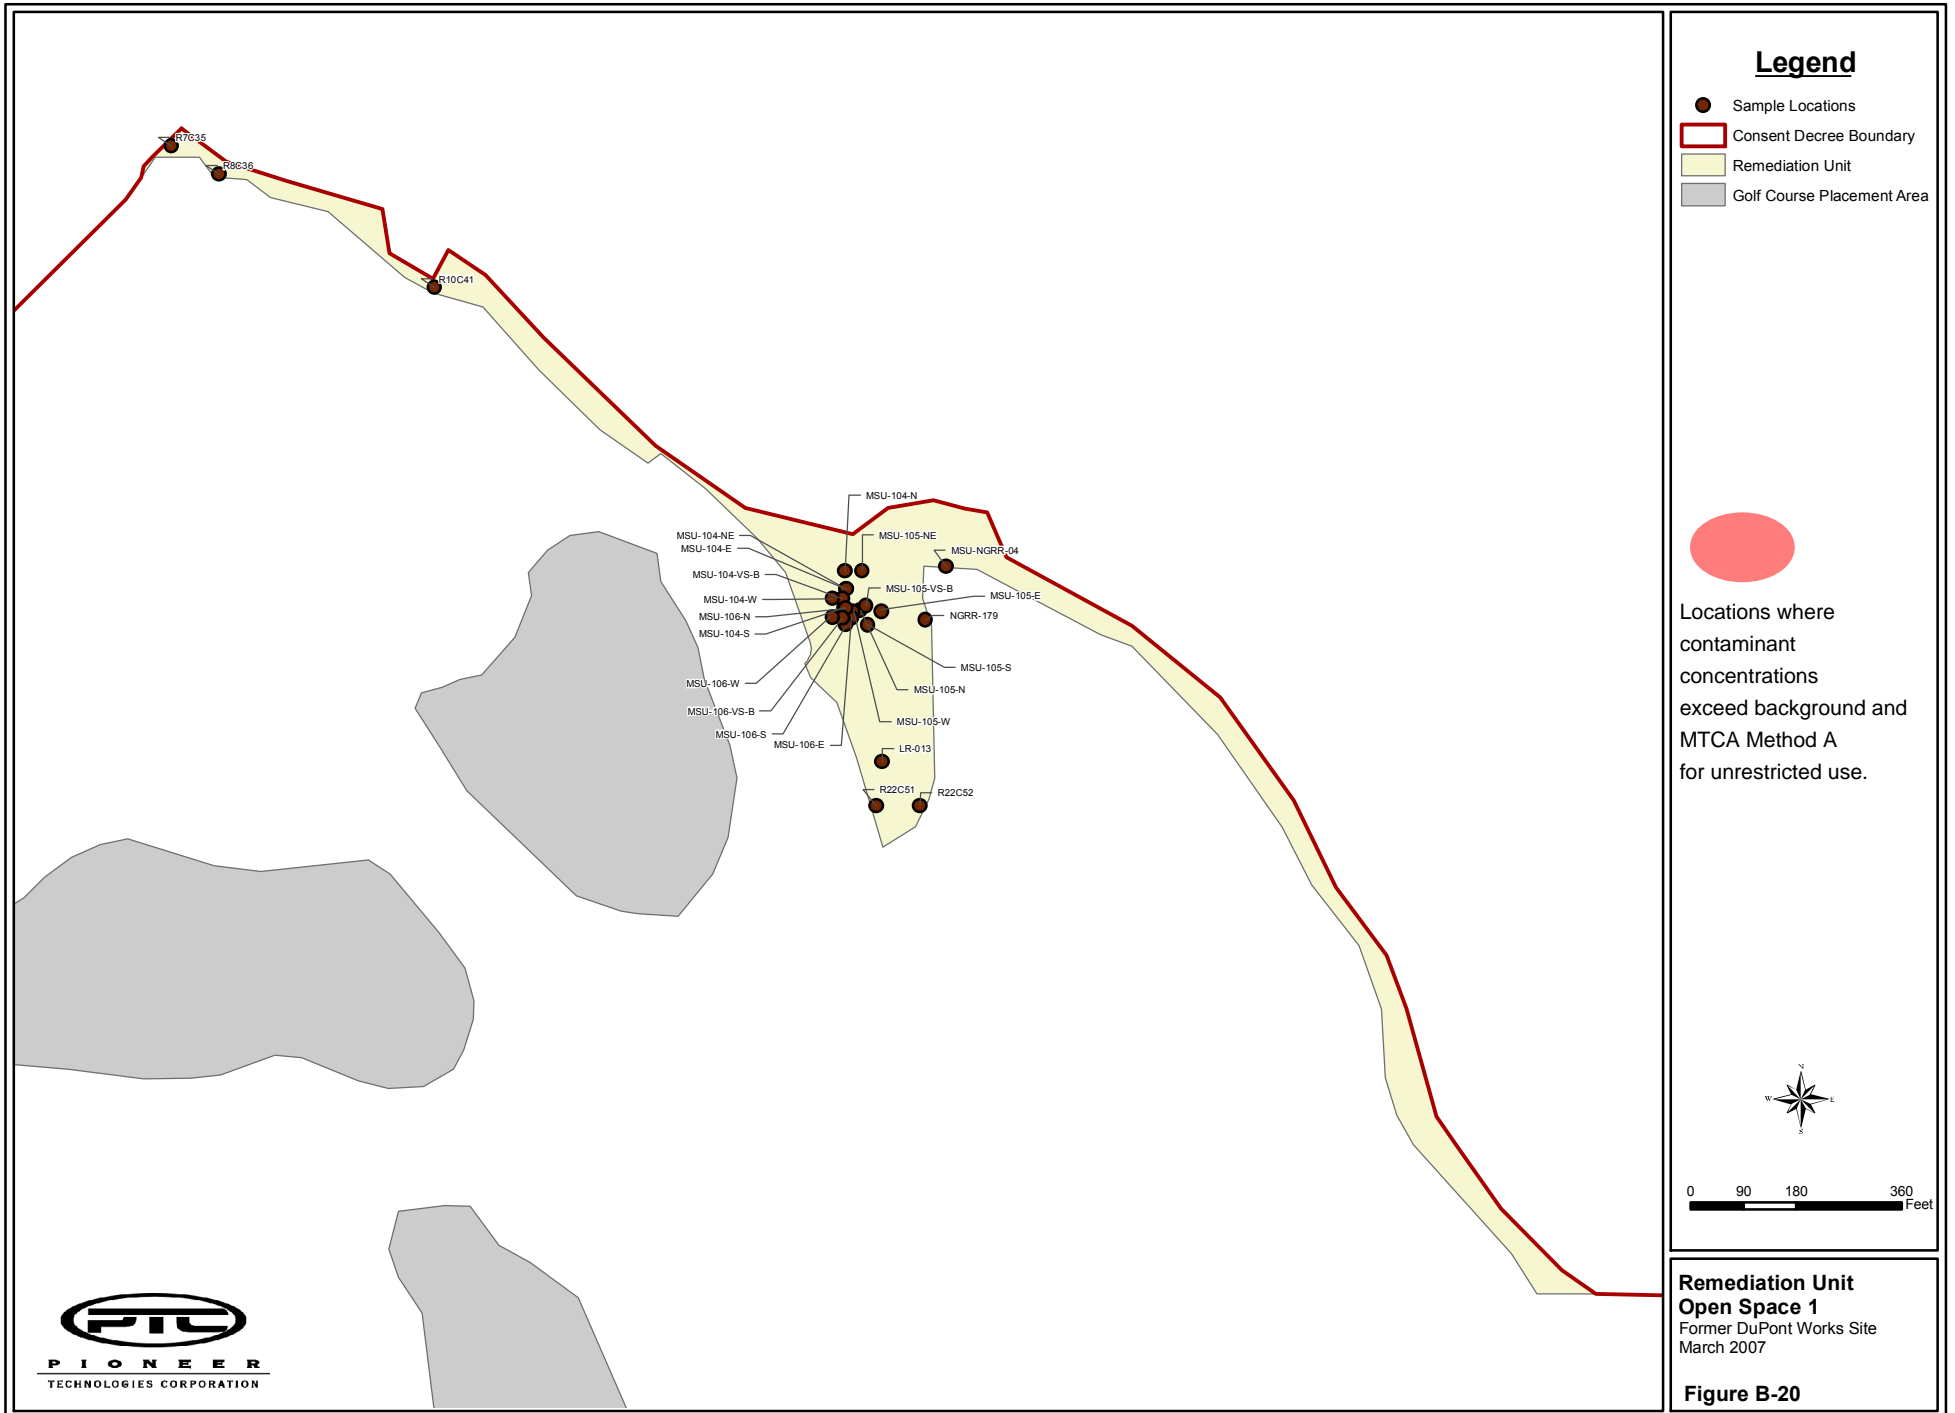 R7C35
R8C36
R10C41
MSU-104-N
MSU-104-NE
MSU-105-NE
MSU-104-E
MSU-NGRR-04
MSU-104-VS-B
MSU-105-VS-B
MSU-104-W
MSU-105-E
MSU-106-N
NGRR-179
MSU-104-S
MSU-105-S
MSU-106-W
MSU-105-N
MSU-106-VS-B
MSU-105-W
MSU-106-S
MSU-106-E
LR-013
R22C51
R22C52
PTC
PIONEER
TECHNOLOGIES CORPORATION
Legend
Sample Locations
Consent Decree Boundary
Remediation Unit
Golf Course Placement Area
Locations where
contaminant
concentrations
exceed background and
MTCA Method A
for unrestricted use.
N
W E
S
0 90 180 360
Feet
Remediation Unit
Open Space 1
Former DuPont Works Site
March 2007
Figure B-20